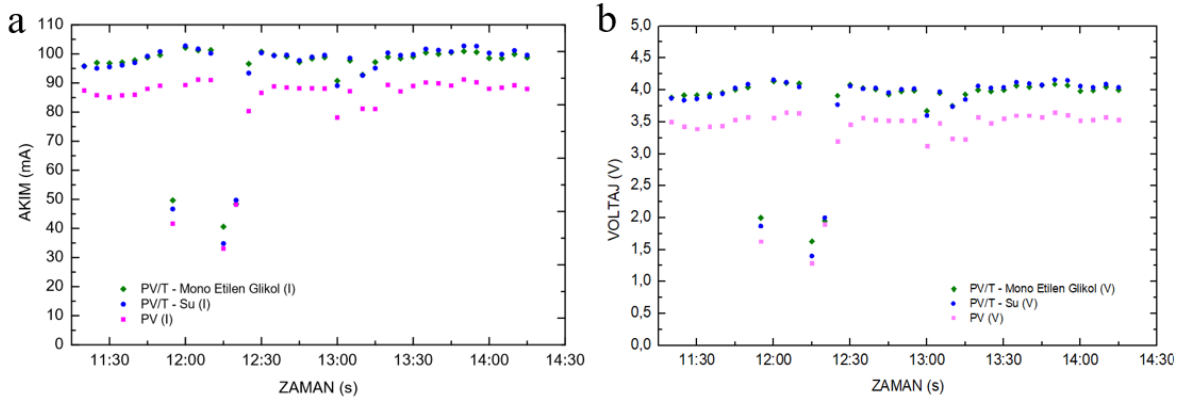 a
AKIM (mA)
110
100
90
80
70
60
50
40
30
20
10
0
PV/T - Mono Etilen Glikol (I)
PV/T - Su (I)
PV (I)
11:30 12:00 12:30 13:00 13:30 14:00 14:30
ZAMAN (s)
b
VOLTAJ (V)
5,0
4,5
4,0
3,5
3,0
2,5
2,0
1,5
1,0
0,5
0,0
PV/T - Mono Etilen Glikol (V)
PV/T - Su (V)
PV (V)
11:30 12:00 12:30 13:00 13:30 14:00 14:30
ZAMAN (s)